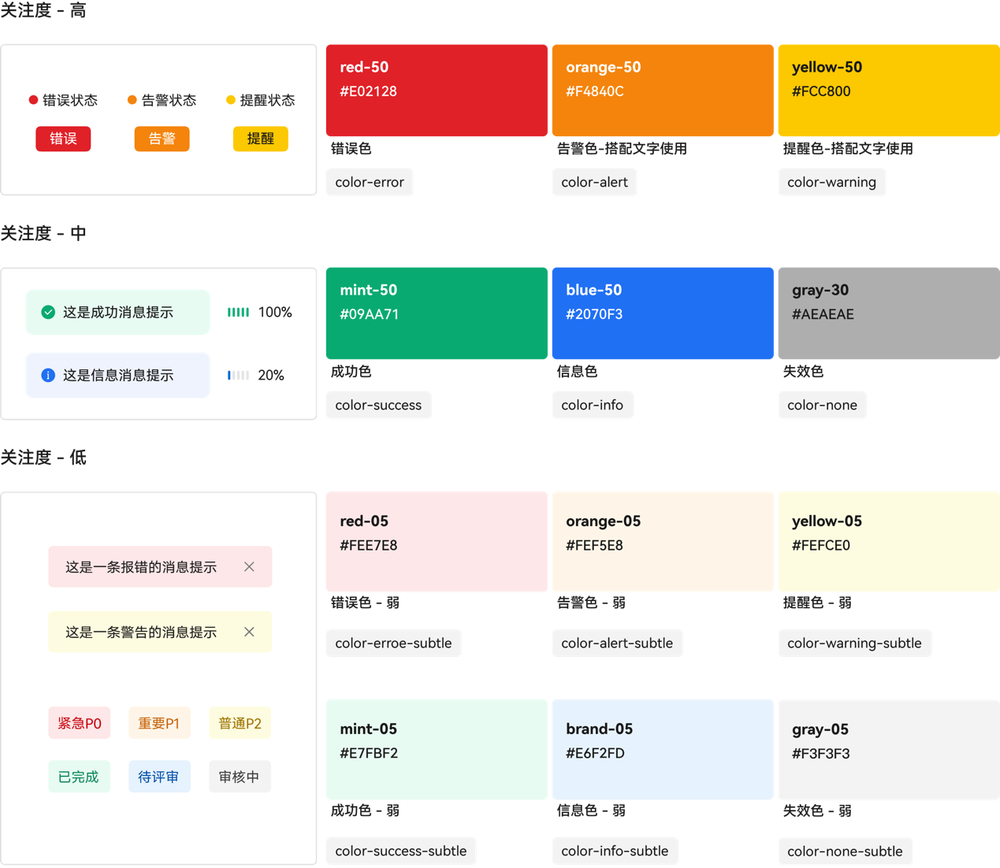 关注度 - 高
错误状态
告警状态
提醒状态
错误
告警
提醒
red-50
#E02128
错误色
color-error
orange-50
#F4840C
告警色-搭配文字使用
color-alert
yellow-50
#FCC800
提醒色-搭配文字使用
color-warning
关注度 - 中
这是成功消息提示
100%
这是信息消息提示
20%
mint-50
#09AA71
成功色
color-success
blue-50
#2070F3
信息色
color-info
gray-30
#AEAEAE
失效色
color-none
关注度 - 低
这是一条报错的消息提示
这是一条警告的消息提示
紧急P0
重要P1
普通P2
已完成
待评审
审核中
red-05
#FEE7E8
错误色 - 弱
color-erroe-subtle
orange-05
#FEF5E8
告警色 - 弱
color-alert-subtle
yellow-05
#FEFCE0
提醒色 - 弱
color-warning-subtle
mint-05
#E7FBF2
成功色 - 弱
color-success-subtle
brand-05
#E6F2FD
信息色 - 弱
color-info-subtle
gray-05
#F3F3F3
失效色 - 弱
color-none-subtle